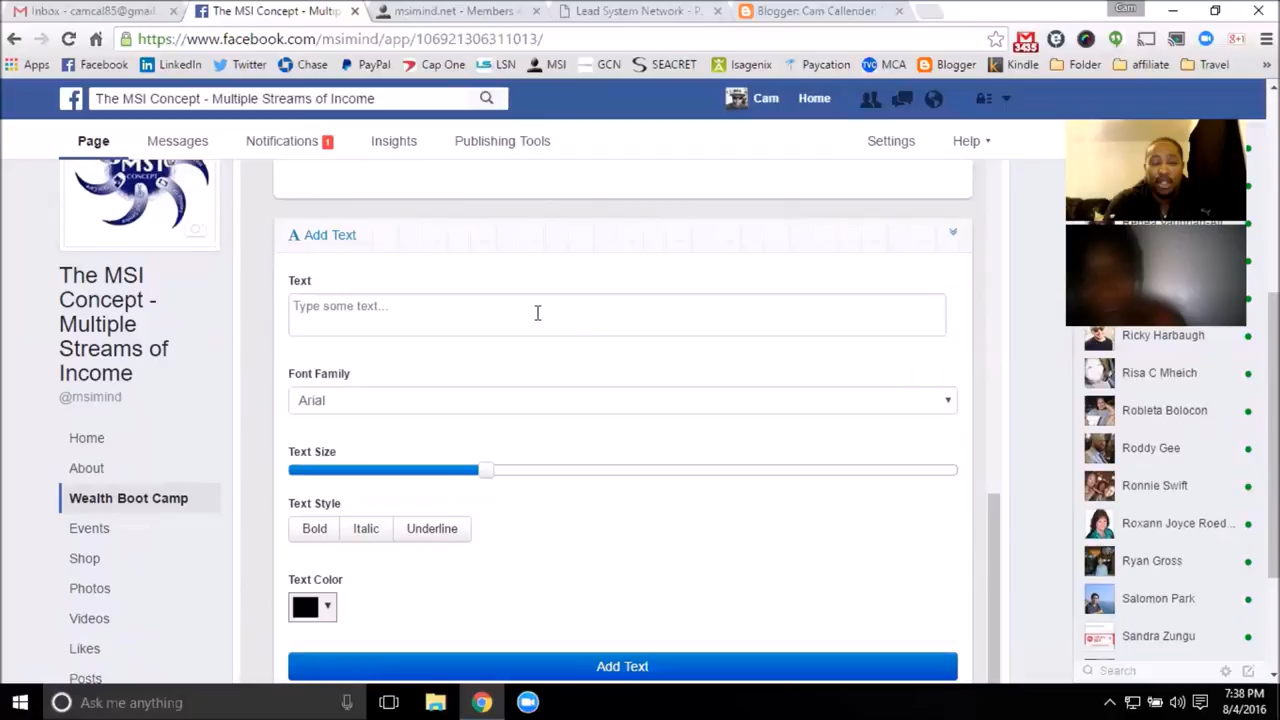 Inbox - camcal85@gmail
The MSI Concept - Multip
msimind.net - Members
Lead System Network - P
Blogger: Cam Callender:
Cam
https://www.facebook.com/msimind/app/106921306311013/
3435
Apps
Facebook
LinkedIn
Twitter
Chase
PayPal
Cap One
LSN
MSI
GCN
SEACRET
Isagenix
Paycation
MCA
Blogger
Kindle
Folder
affiliate
Travel
The MSI Concept - Multiple Streams of Income
Cam
Home
Page
Messages
Notifications 1
Insights
Publishing Tools
Settings
Help
MSI
CONCEPT
The MSI
Concept -
Multiple
Streams of
Income
@msimind
Home
About
Wealth Boot Camp
Events
Shop
Photos
Videos
Likes
Posts
A Add Text
Text
Type some text...
Font Family
Arial
Text Size
Text Style
Bold
Italic
Underline
Text Color
Add Text
Ricky Harbaugh
Risa C Mheich
Robleta Bolocon
Roddy Gee
Ronnie Swift
Roxann Joyce Roed...
Ryan Gross
Salomon Park
Sandra Zungu
Search
Ask me anything
7:38 PM
8/4/2016